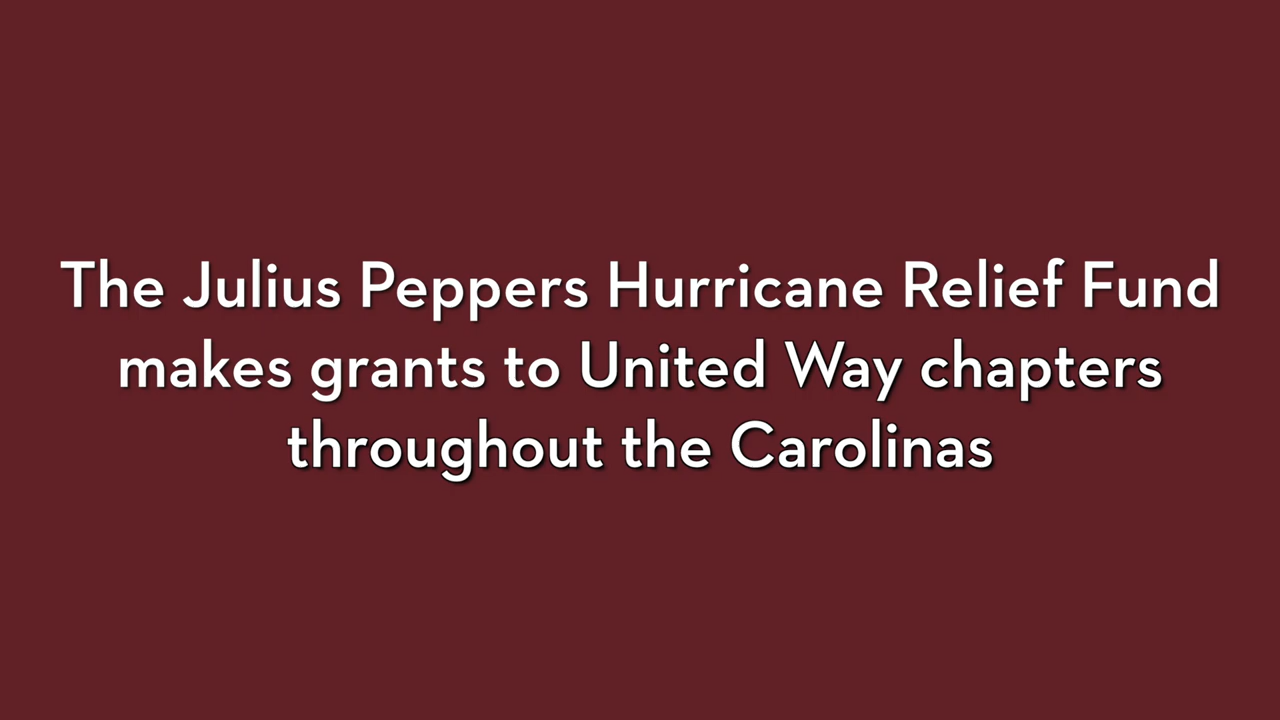 The Julius Peppers Hurricane Relief Fund
makes grants to United Way chapters
throughout the Carolinas